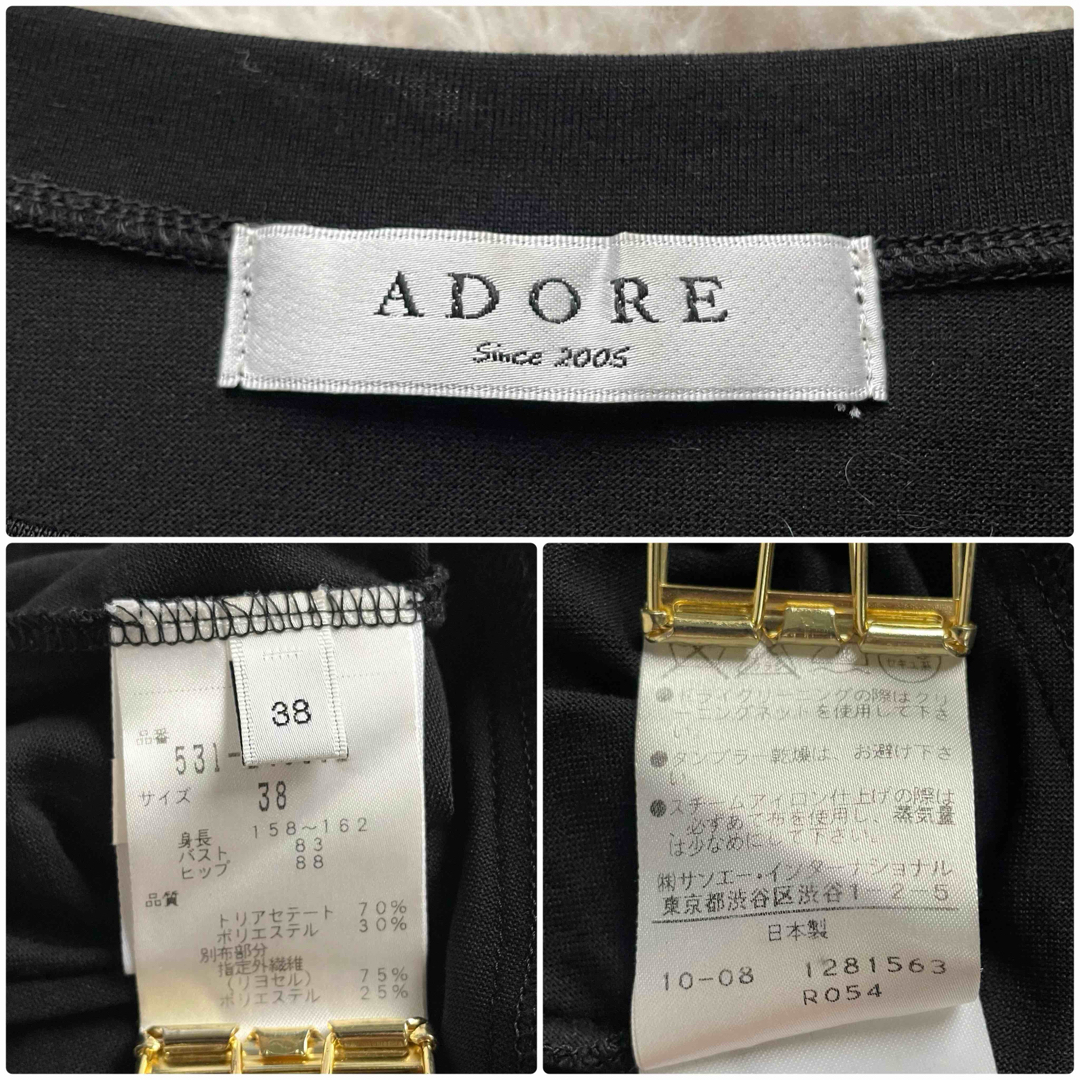 ADORE
Since 2005
38
品番
531-
サイズ 38
身長 158～162
バスト 83
ヒップ 88
品質
トリアセテート 70%
ポリエステル 30%
別布部分
指定外繊維
(リヨセル) 75%
ポリエステル 25%
セキユ系
●ドライクリーニングの際はクリ
ーニングネットを使用して下さ
●タンブラー乾燥は、お避け下さ
い。
●スチームアイロン仕上げの際は
必ずあて布を使用し、蒸気量
は少なめにして下さい。
㈱サンエー・インターナショナル
東京都渋谷区渋谷1 2-5
日本製
10-08 1281563
R054